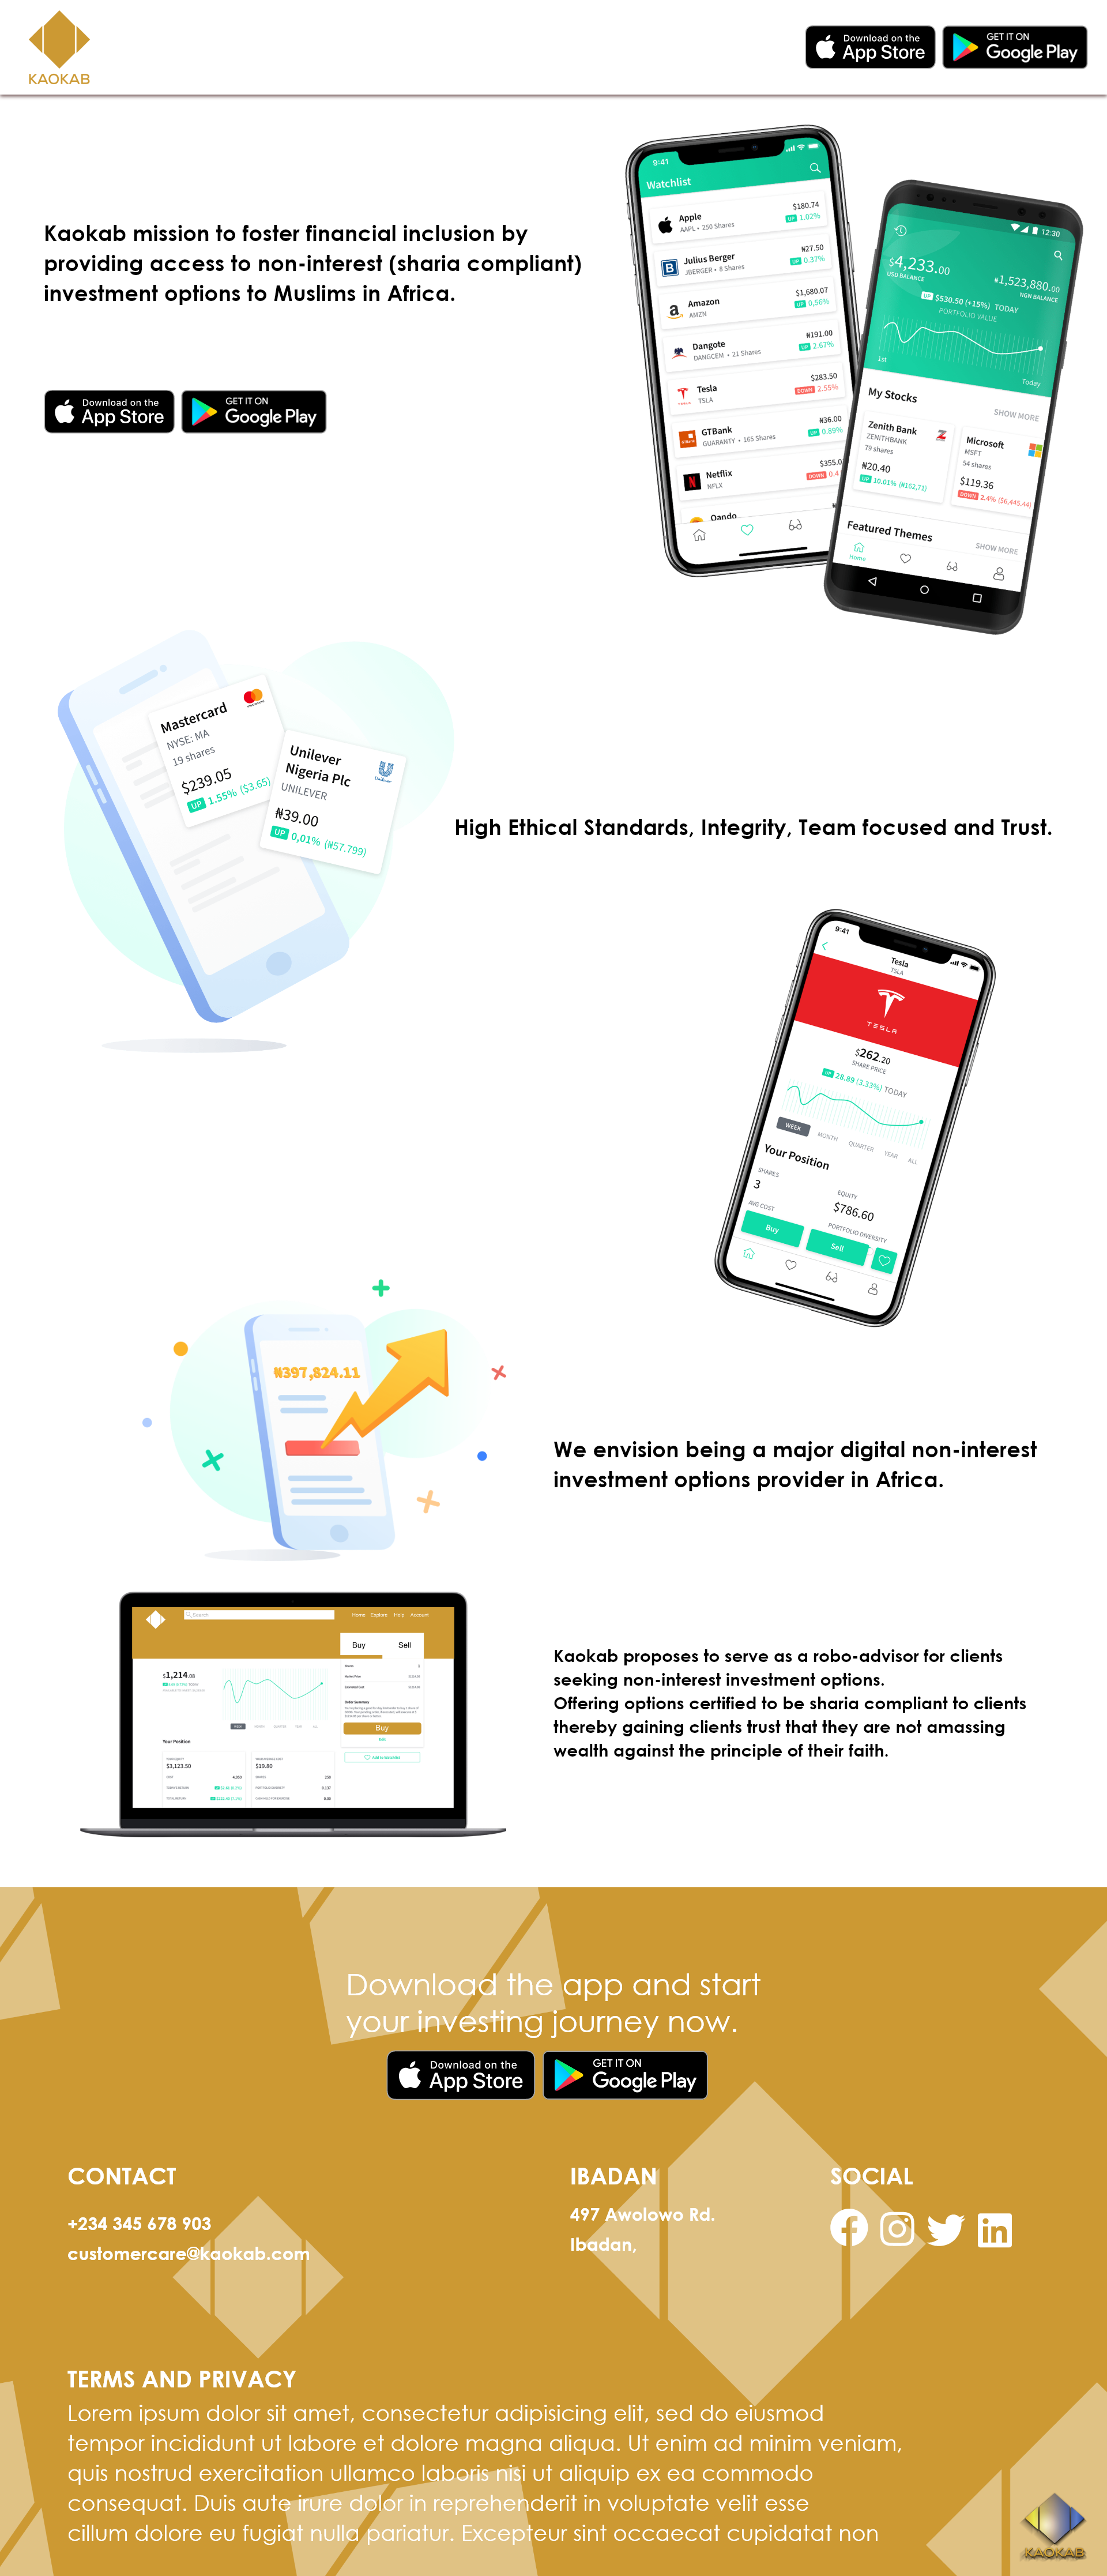 KAOKAB
Download on the
App Store
GET IT ON
Google Play
Kaokab mission to foster financial inclusion by
providing access to non-interest (sharia compliant)
investment options to Muslims in Africa.
Download on the
App Store
GET IT ON
Google Play
9:41
Watchlist
Apple
AAPL • 250 Shares
$180.74
UP 1.02%
Julius Berger
JBERGER • 8 Shares
₦27.50
UP 0.37%
Amazon
AMZN
$1,680.07
UP 0,56%
Dangote
DANGCEM • 21 Shares
₦191.00
UP 2.67%
Tesla
TSLA
$283.50
DOWN 2.55%
GTBank
GUARANTY • 165 Shares
₦36.00
UP 0.89%
Netflix
NFLX
$355.0
DOWN 0.4
Oando
12:30
$4,233.00
USD BALANCE
₦1,523,880.00
NGN BALANCE
UP $530.50 (+15%) TODAY
PORTFOLIO VALUE
1st
Today
My Stocks
SHOW MORE
Zenith Bank
ZENITHBANK
79 shares
₦20.40
UP 10.01% (₦162,71)
Microsoft
MSFT
54 shares
$119.36
DOWN 2.4% ($6,445.44)
Featured Themes
SHOW MORE
Home
Mastercard
NYSE: MA
19 shares
$239.05
UP 1.55% ($3.65)
Unilever
Nigeria Plc
UNILEVER
₦39.00
UP 0,01% (₦57.799)
High Ethical Standards, Integrity, Team focused and Trust.
9:41
Tesla
TSLA
TESLA
$262.20
SHARE PRICE
UP 28.89 (3.33%) TODAY
WEEK
MONTH
QUARTER
YEAR
ALL
Your Position
SHARES
3
EQUITY
$786.60
AVG COST
PORTFOLIO DIVERSITY
Buy
Sell
₦397,824.11
We envision being a major digital non-interest
investment options provider in Africa.
Search
Home Explore Help Account
Buy
Sell
$1,214.08
Your Position
$3,123.50
$19.80
Order Summary
Buy
Add to Watchlist
Kaokab proposes to serve as a robo-advisor for clients
seeking non-interest investment options.
Offering options certified to be sharia compliant to clients
thereby gaining clients trust that they are not amassing
wealth against the principle of their faith.
Download the app and start
your investing journey now.
Download on the
App Store
GET IT ON
Google Play
CONTACT
+234 345 678 903
customercare@kaokab.com
IBADAN
497 Awolowo Rd.
Ibadan,
SOCIAL
TERMS AND PRIVACY
Lorem ipsum dolor sit amet, consectetur adipisicing elit, sed do eiusmod
tempor incididunt ut labore et dolore magna aliqua. Ut enim ad minim veniam,
quis nostrud exercitation ullamco laboris nisi ut aliquip ex ea commodo
consequat. Duis aute irure dolor in reprehenderit in voluptate velit esse
cillum dolore eu fugiat nulla pariatur. Excepteur sint occaecat cupidatat non
KAOKAB